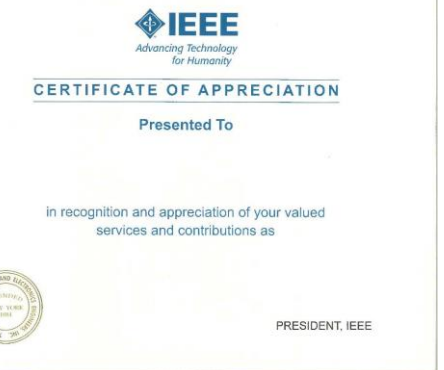 IEEE
Advancing Technology
for Humanity
CERTIFICATE OF APPRECIATION
Presented To
in recognition and appreciation of your valued
services and contributions as
PRESIDENT, IEEE